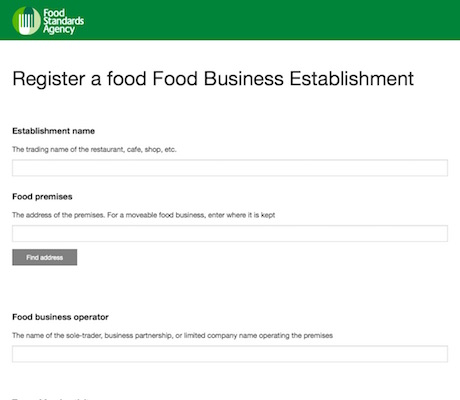 Food
Standards
Agency
Register a food Food Business Establishment
Establishment name
The trading name of the restaurant, cafe, shop, etc.
Food premises
The address of the premises. For a moveable food business, enter where it is kept
Find address
Food business operator
The name of the sole-trader, business partnership, or limited company name operating the premises